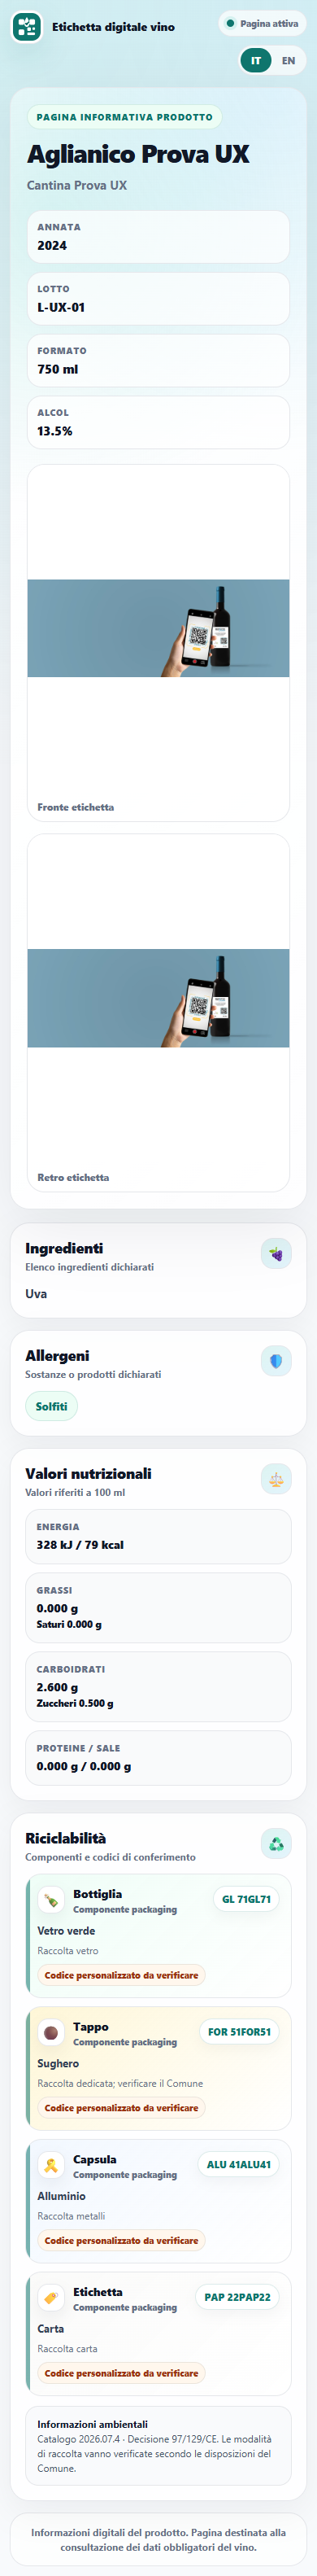 Etichetta digitale vino
Pagina attiva
IT EN
PAGINA INFORMATIVA PRODOTTO
Aglianico Prova UX
Cantina Prova UX
ANNATA
2024
LOTTO
L-UX-01
FORMATO
750 ml
ALCOL
13.5%
Fronte etichetta
Retro etichetta
Ingredienti
Elenco ingredienti dichiarati
Uva
Allergeni
Sostanze o prodotti dichiarati
Solfiti
Valori nutrizionali
Valori riferiti a 100 ml
ENERGIA
328 kJ / 79 kcal
GRASSI
0.000 g
Saturi 0.000 g
CARBOIDRATI
2.600 g
Zuccheri 0.500 g
PROTEINE / SALE
0.000 g / 0.000 g
Riciclabilità
Componenti e codici di conferimento
Bottiglia
GL 71GL71
Componente packaging
Vetro verde
Raccolta vetro
Codice personalizzato da verificare
Tappo
FOR 51FOR51
Componente packaging
Sughero
Raccolta dedicata; verificare il Comune
Codice personalizzato da verificare
Capsula
ALU 41ALU41
Componente packaging
Alluminio
Raccolta metalli
Codice personalizzato da verificare
Etichetta
PAP 22PAP22
Componente packaging
Carta
Raccolta carta
Codice personalizzato da verificare
Informazioni ambientali
Catalogo 2026.07.4 - Decisione 97/129/CE. Le modalità
di raccolta vanno verificate secondo le disposizioni del
Comune.
Informazioni digitali del prodotto. Pagina destinata alla
consultazione dei dati obbligatori del vino.